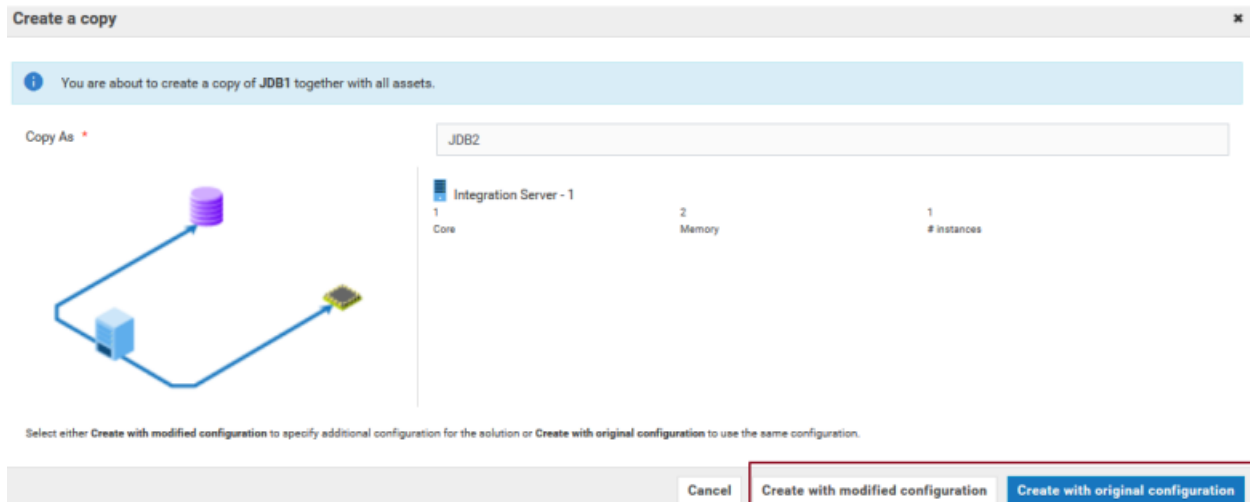 Create a copy
You are about to create a copy of JDB1 together with all assets.
Copy As *
JDB2
Integration Server - 1
1 2 1
Core Memory # instances
Select either Create with modified configuration to specify additional configuration for the solution or Create with original configuration to use the same configuration.
Cancel Create with modified configuration Create with original configuration